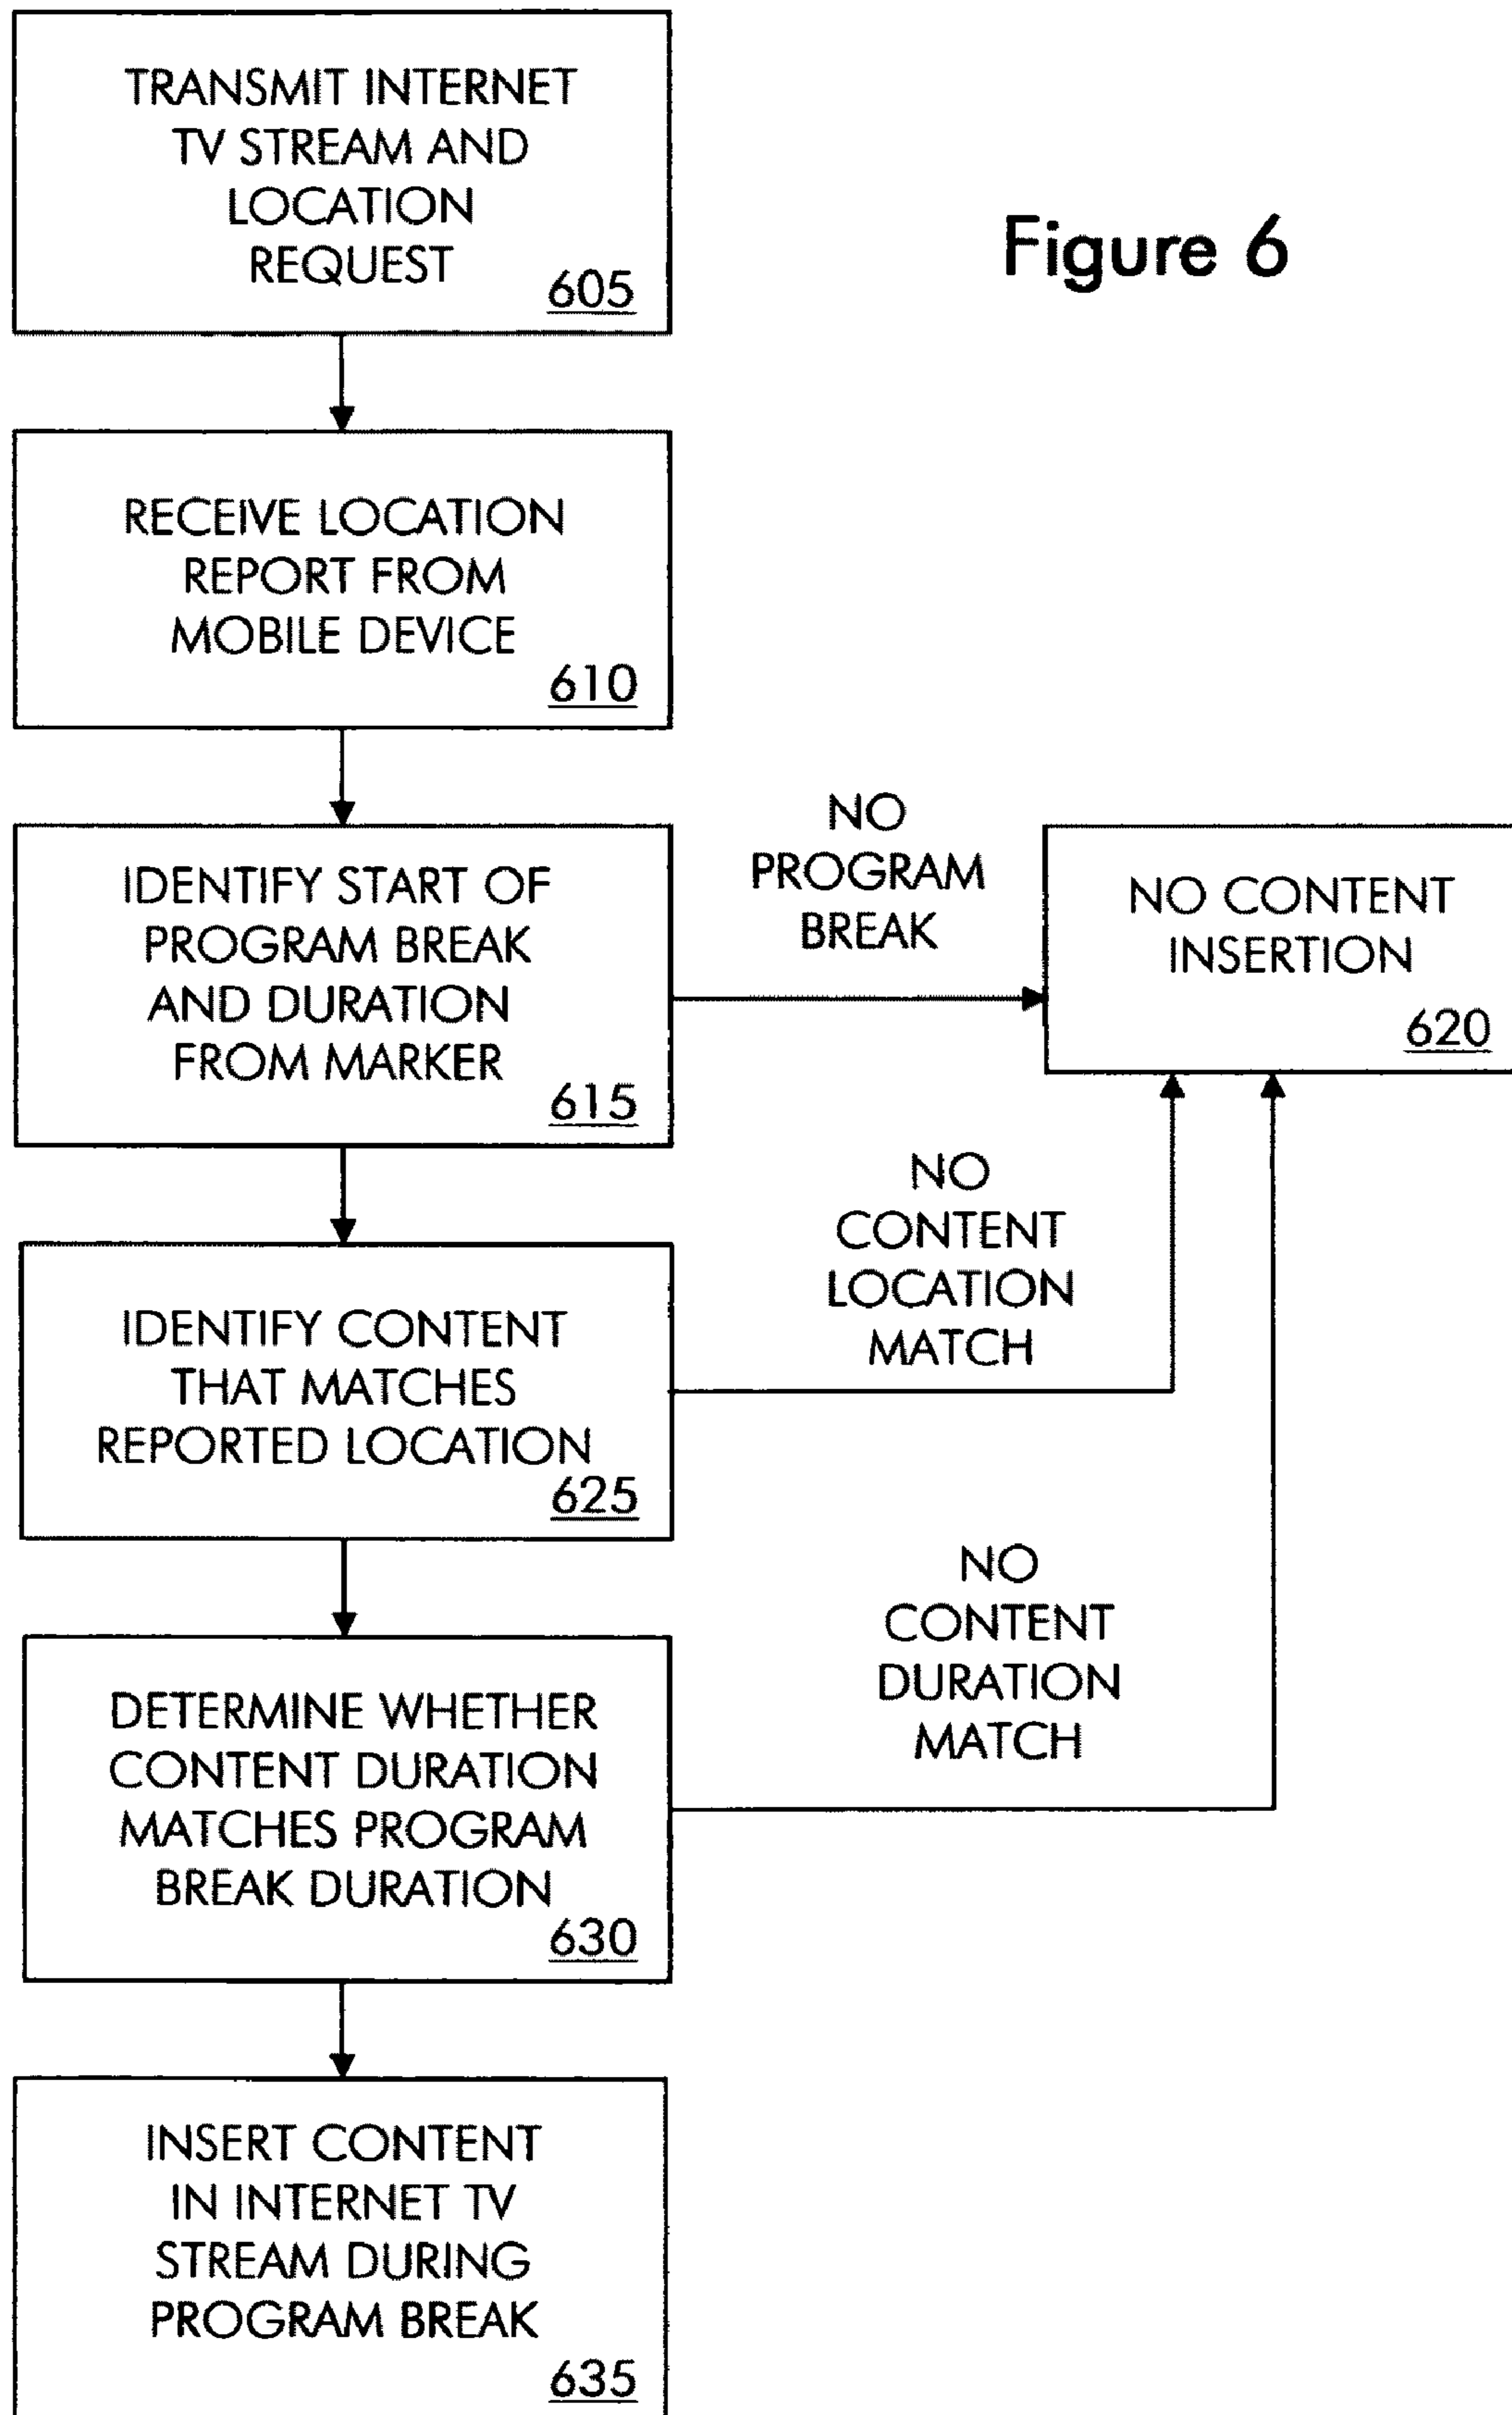 TRANSMIT INTERNET
TV STREAM AND
LOCATION
REQUEST
605
Figure 6
RECEIVE LOCATION
REPORT FROM
MOBILE DEVICE
610
IDENTIFY START OF
PROGRAM BREAK
AND DURATION
FROM MARKER
615
NO
PROGRAM
BREAK
NO CONTENT
INSERTION
620
IDENTIFY CONTENT
THAT MATCHES
REPORTED LOCATION
625
NO
CONTENT
LOCATION
MATCH
DETERMINE WHETHER
CONTENT DURATION
MATCHES PROGRAM
BREAK DURATION
630
NO
CONTENT
DURATION
MATCH
INSERT CONTENT
IN INTERNET TV
STREAM DURING
PROGRAM BREAK
635